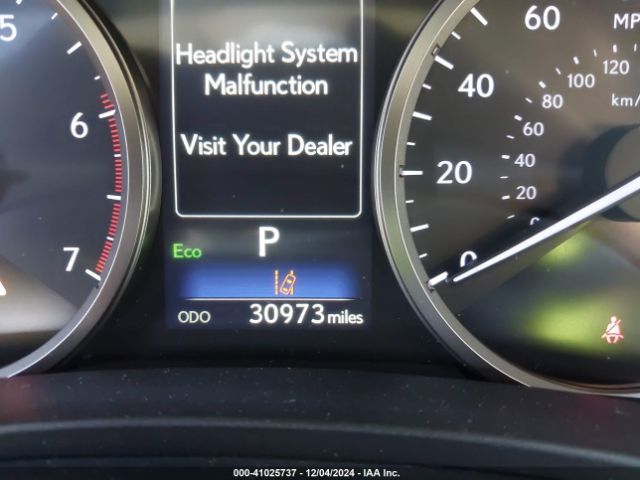 5
6
7
Headlight System
Malfunction
Visit Your Dealer
P
Eco
ODO 30973 miles
60
40
20
0
120
100
80
60
40
20
0
MP
km/
000-41025737 - 12/04/2024 - IAA Inc.